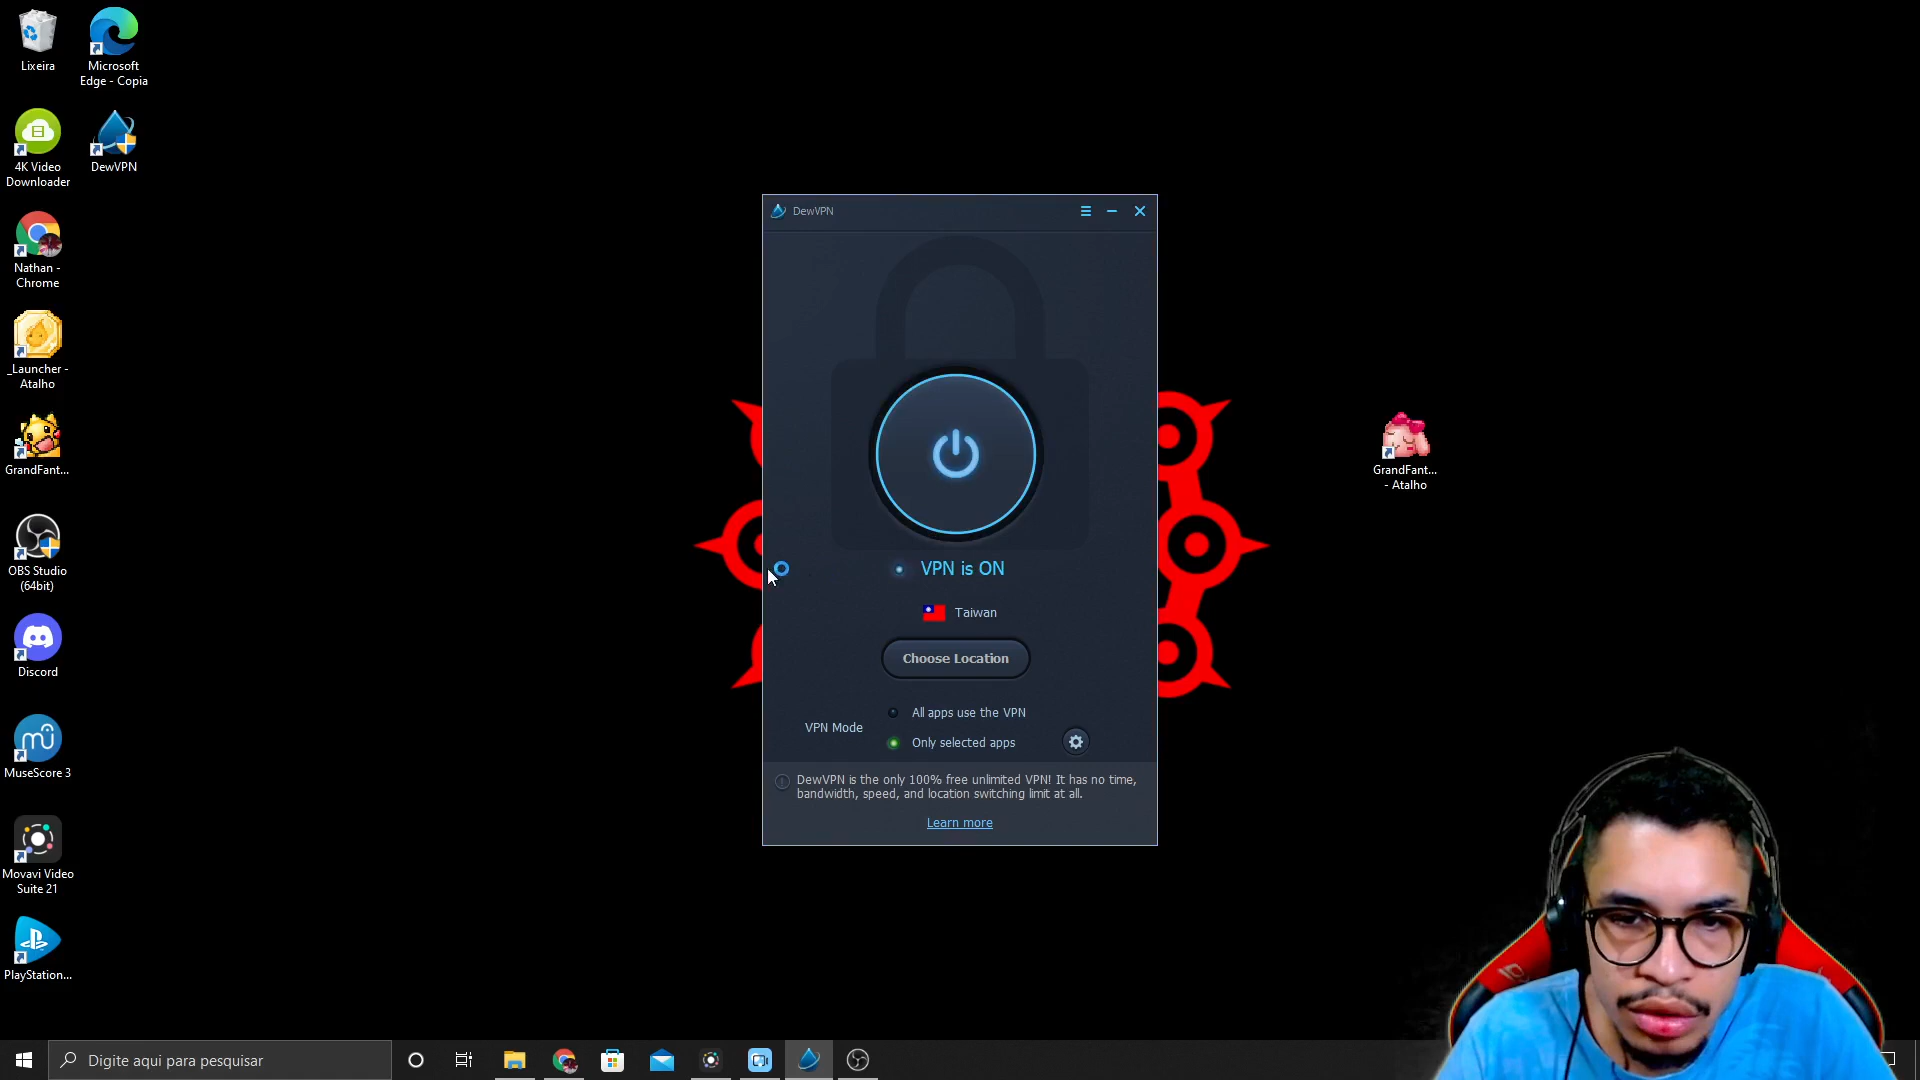 Lixeira
Microsoft
Edge - Copia
4K Video
Downloader
DewVPN
Nathan -
Chrome
_Launcher -
Atalho
GrandFant...
OBS Studio
(64bit)
Discord
MuseScore 3
Movavi Video
Suite 21
PlayStation...
DewVPN
VPN is ON
Taiwan
Choose Location
VPN Mode
All apps use the VPN
Only selected apps
DewVPN is the only 100% free unlimited VPN! It has no time,
bandwidth, speed, and location switching limit at all.
Learn more
GrandFant...
- Atalho
Digite aqui para pesquisar